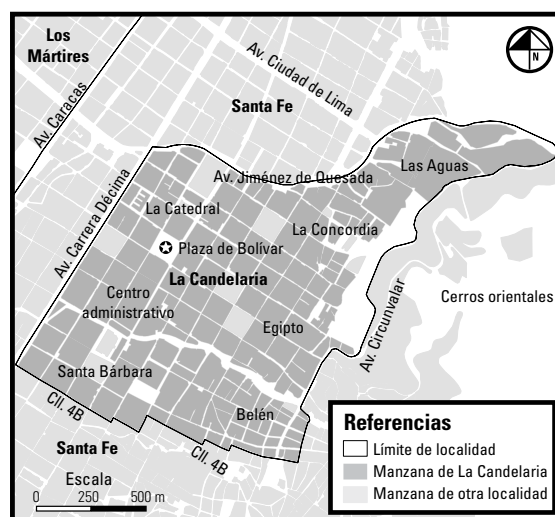 Los
Mártires
Av. Caracas
Av. Ciudad de Lima
Santa Fe
N
Av. Jiménez de Quesada
Las Aguas
Av. Carrera Décima
La Catedral
La Concordia
Plaza de Bolívar
La Candelaria
Centro
administrativo
Egipto
Av. Circunvalar
Cerros orientales
Santa Bárbara
Belén
Cll. 4B
Cll. 4B
Santa Fe
Escala
0 250 500 m
Referencias
Límite de localidad
Manzana de La Candelaria
Manzana de otra localidad